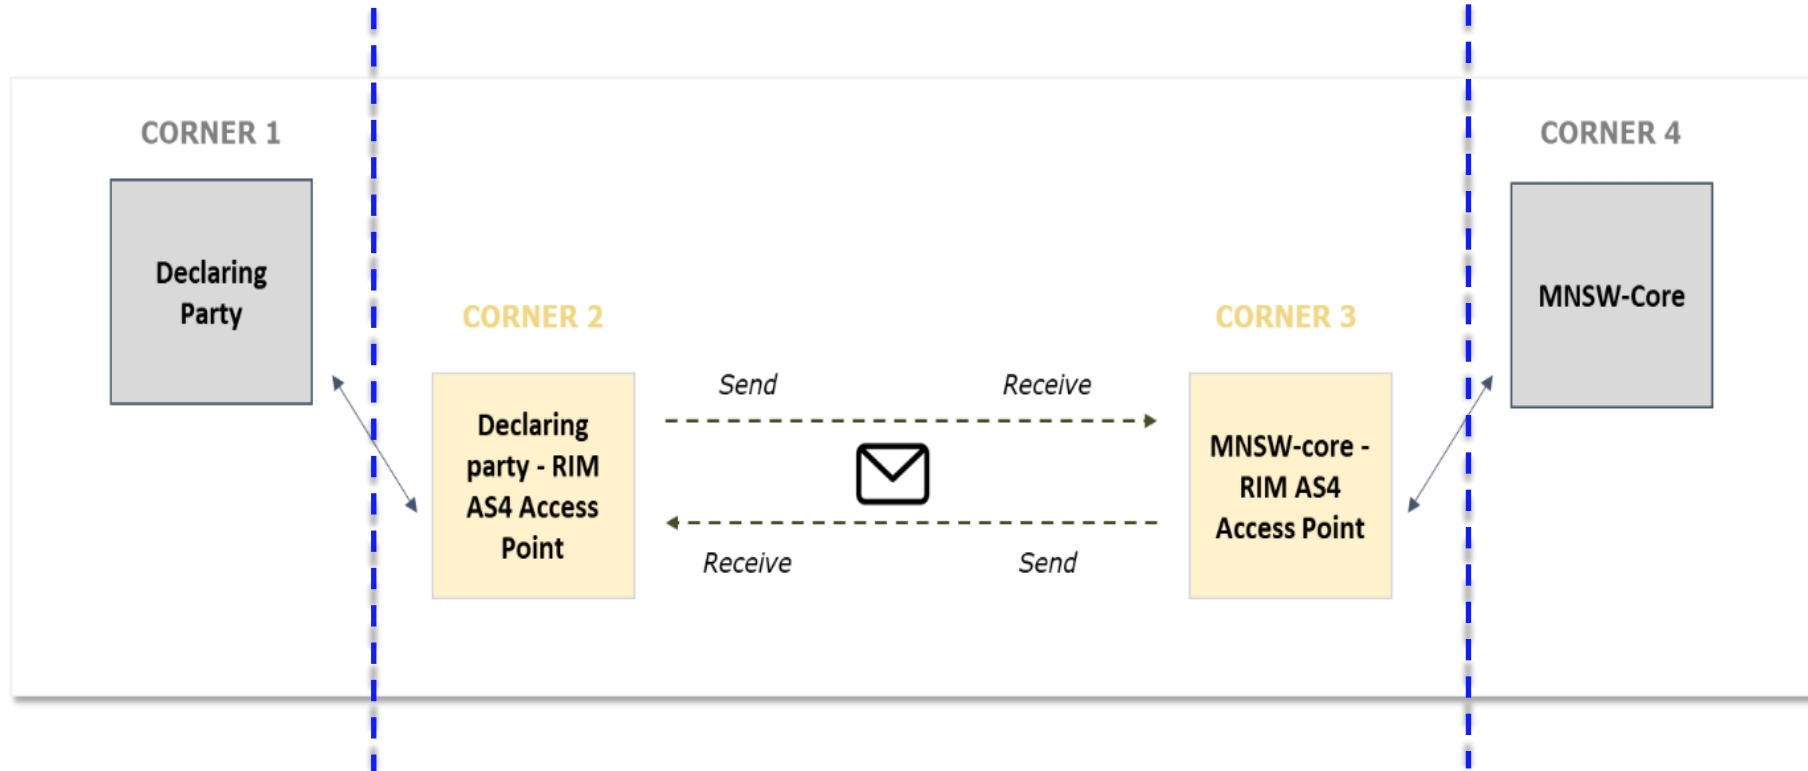 CORNER 1
CORNER 4
Declaring
Party
MNSW-Core
CORNER 2
CORNER 3
Declaring
party - RIM
AS4 Access
Point
Send
Receive
Receive
Send
MNSW-core -
RIM AS4
Access Point